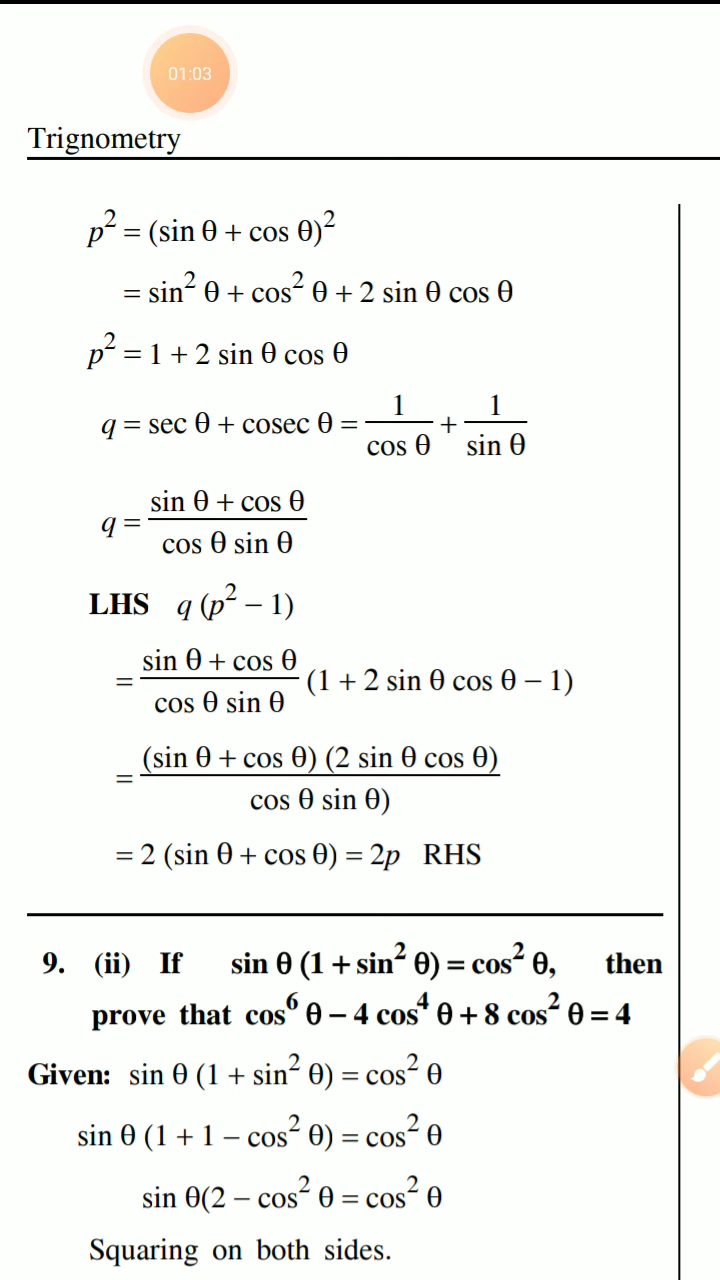 01:03
Trignometry
p² = (sin θ + cos θ)²
= sin² θ + cos² θ + 2 sin θ cos θ
p² = 1 + 2 sin θ cos θ
q = sec θ + cosec θ = 1/cos θ + 1/sin θ
q = sin θ + cos θ / cos θ sin θ
LHS q (p² – 1)
= sin θ + cos θ / cos θ sin θ (1 + 2 sin θ cos θ – 1)
= (sin θ + cos θ) (2 sin θ cos θ) / cos θ sin θ)
= 2 (sin θ + cos θ) = 2p RHS
9. (ii) If sin θ (1 + sin² θ) = cos² θ, then
prove that cos⁶ θ – 4 cos⁴ θ + 8 cos² θ = 4
Given: sin θ (1 + sin² θ) = cos² θ
sin θ (1 + 1 – cos² θ) = cos² θ
sin θ(2 – cos² θ = cos² θ
Squaring on both sides.